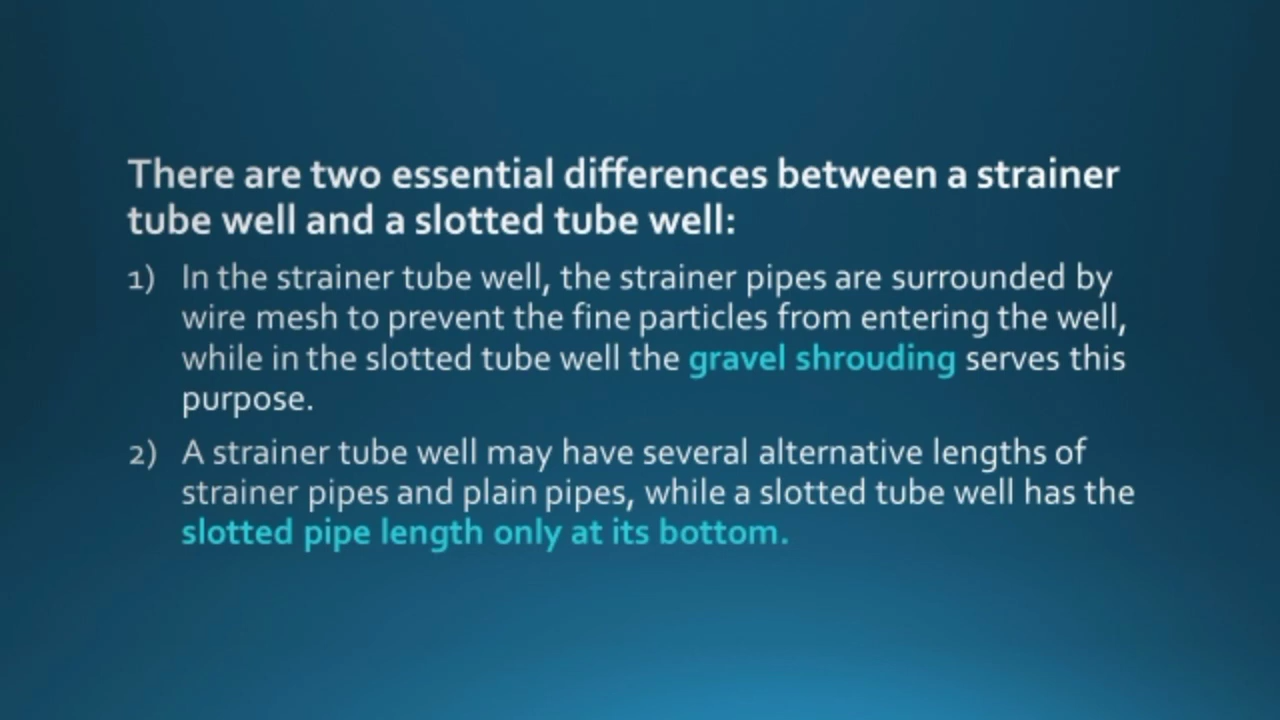 There are two essential differences between a strainer
tube well and a slotted tube well:
1) In the strainer tube well, the strainer pipes are surrounded by
wire mesh to prevent the fine particles from entering the well,
while in the slotted tube well the gravel shrouding serves this
purpose.
2) A strainer tube well may have several alternative lengths of
strainer pipes and plain pipes, while a slotted tube well has the
slotted pipe length only at its bottom.